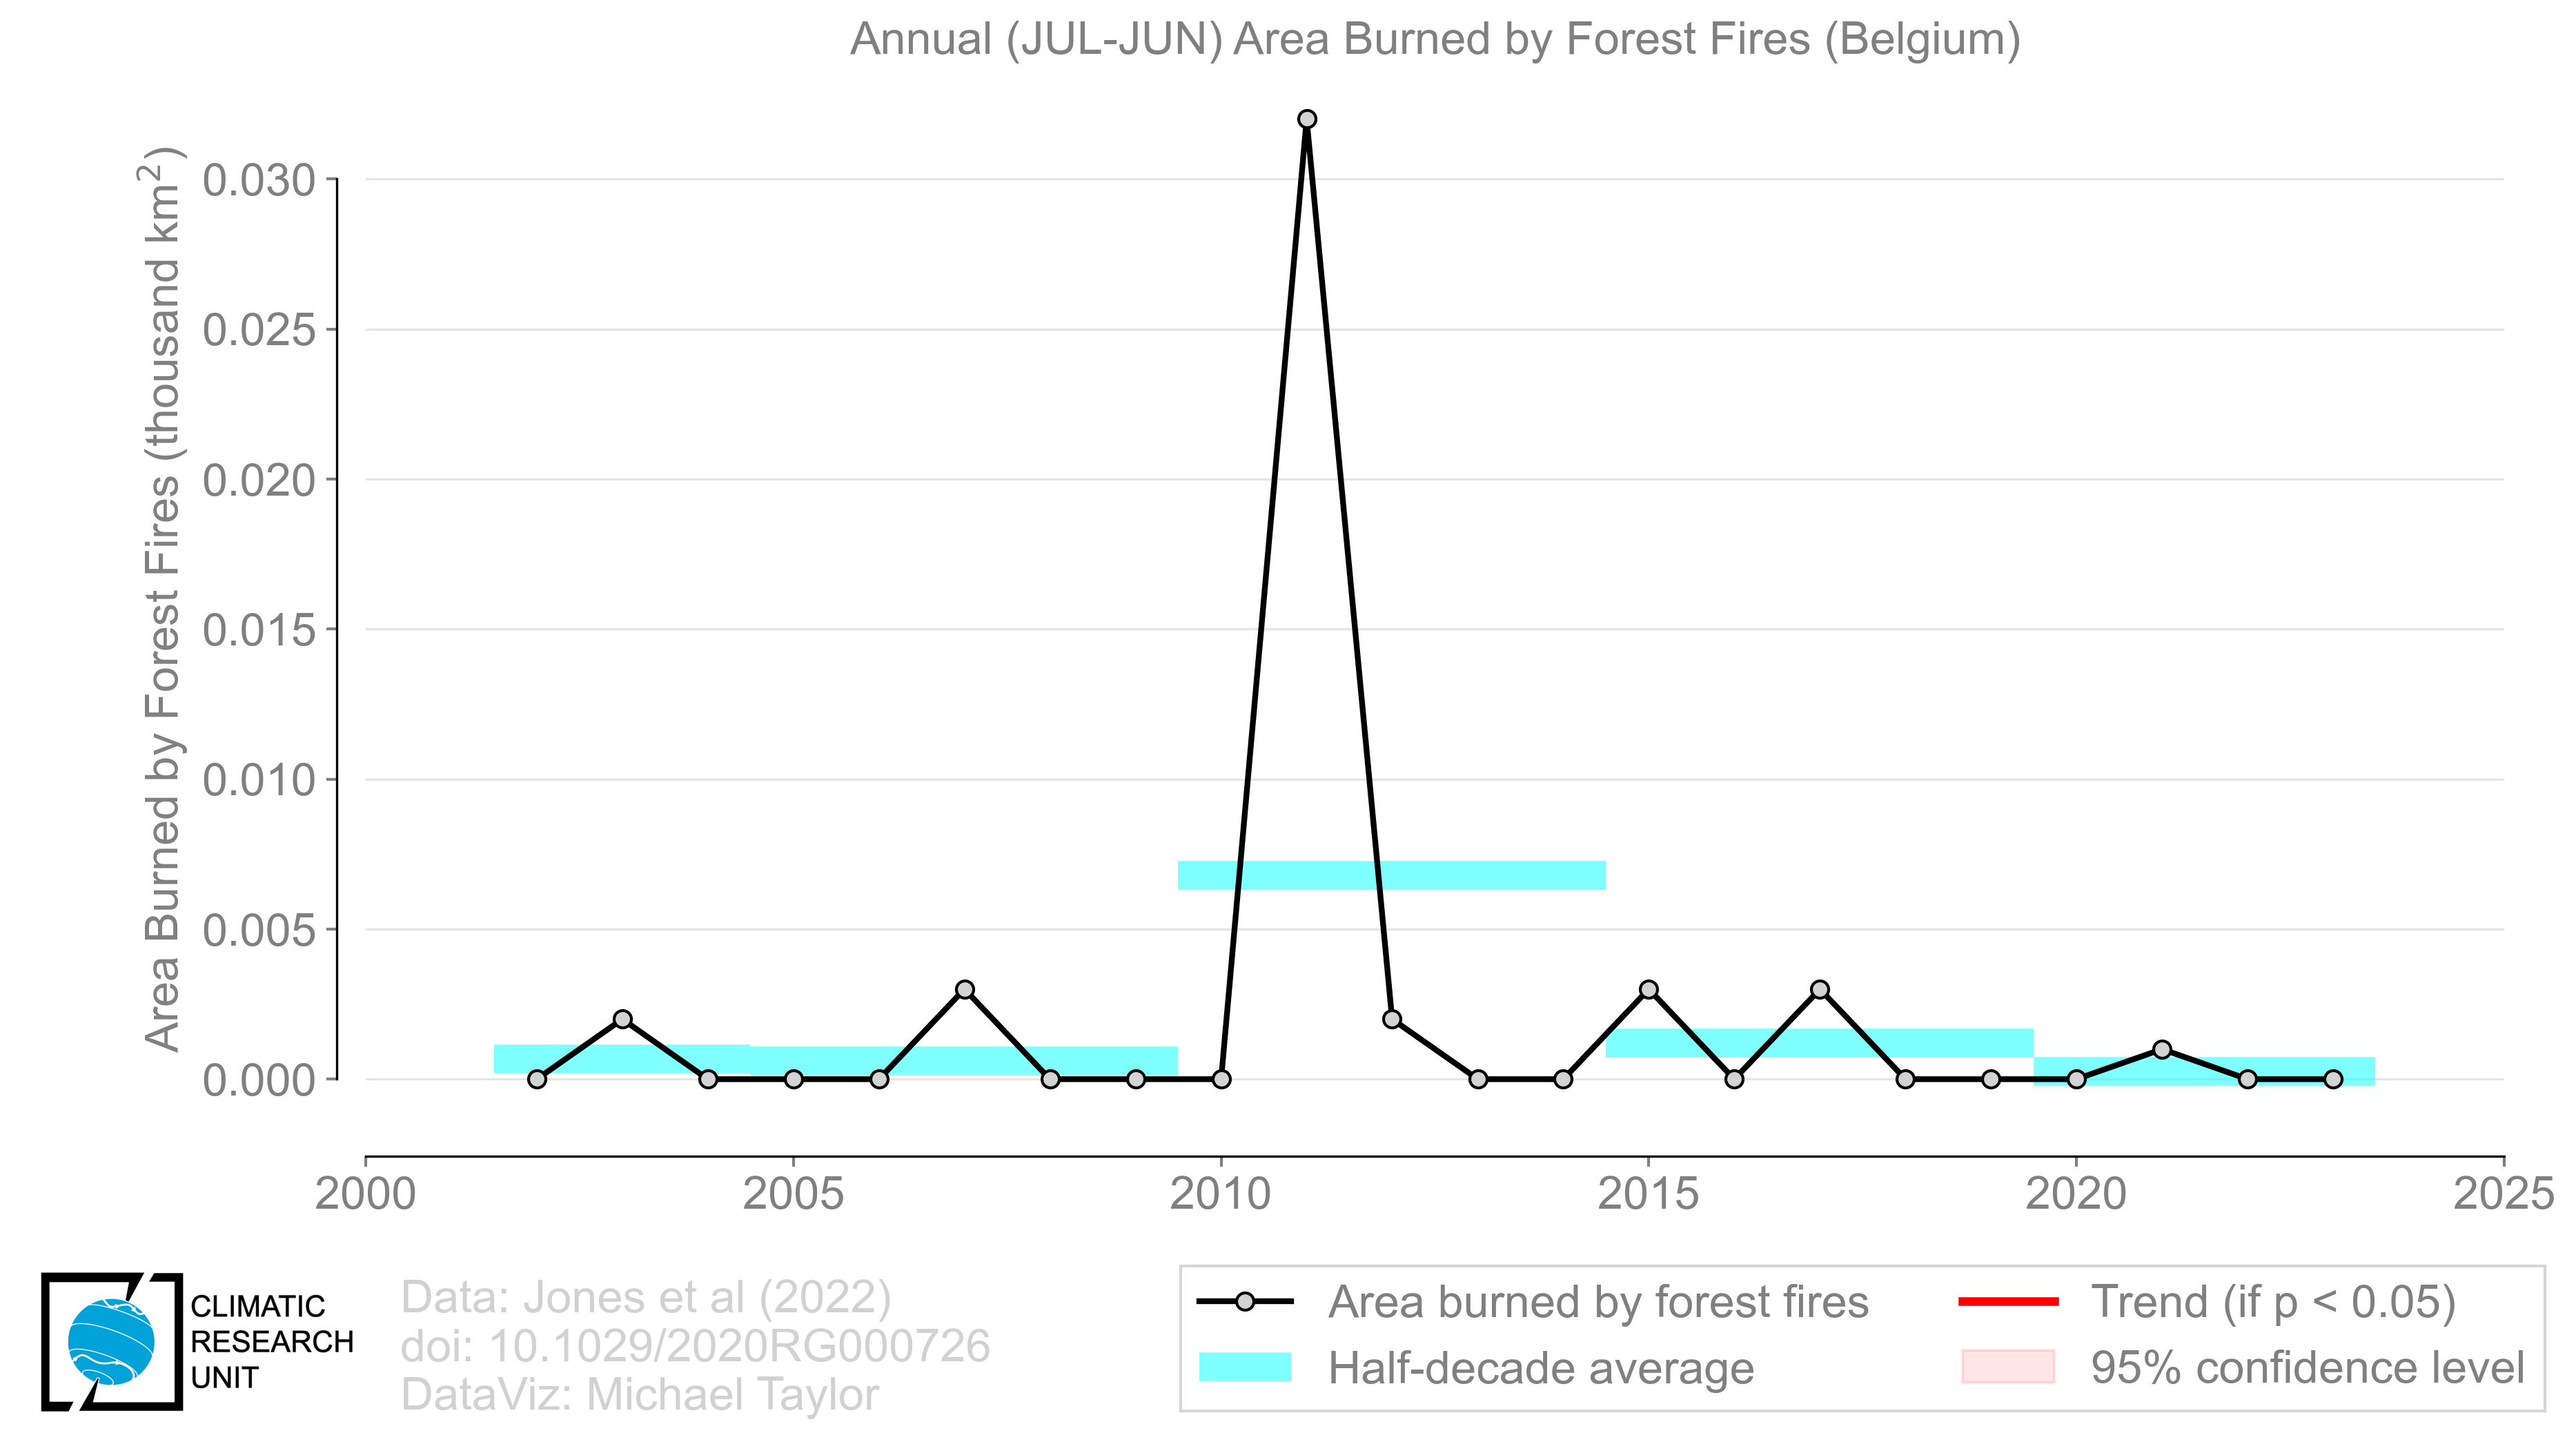 Annual (JUL-JUN) Area Burned by Forest Fires (Belgium)
Area Burned by Forest Fires (thousand km²)
0.030
0.025
0.020
0.015
0.010
0.005
0.000
2000 2005 2010 2015 2020 2025
CLIMATIC
RESEARCH
UNIT
Data: Jones et al (2022)
doi: 10.1029/2020RG000726
DataViz: Michael Taylor
Area burned by forest fires
Half-decade average
Trend (if p < 0.05)
95% confidence level